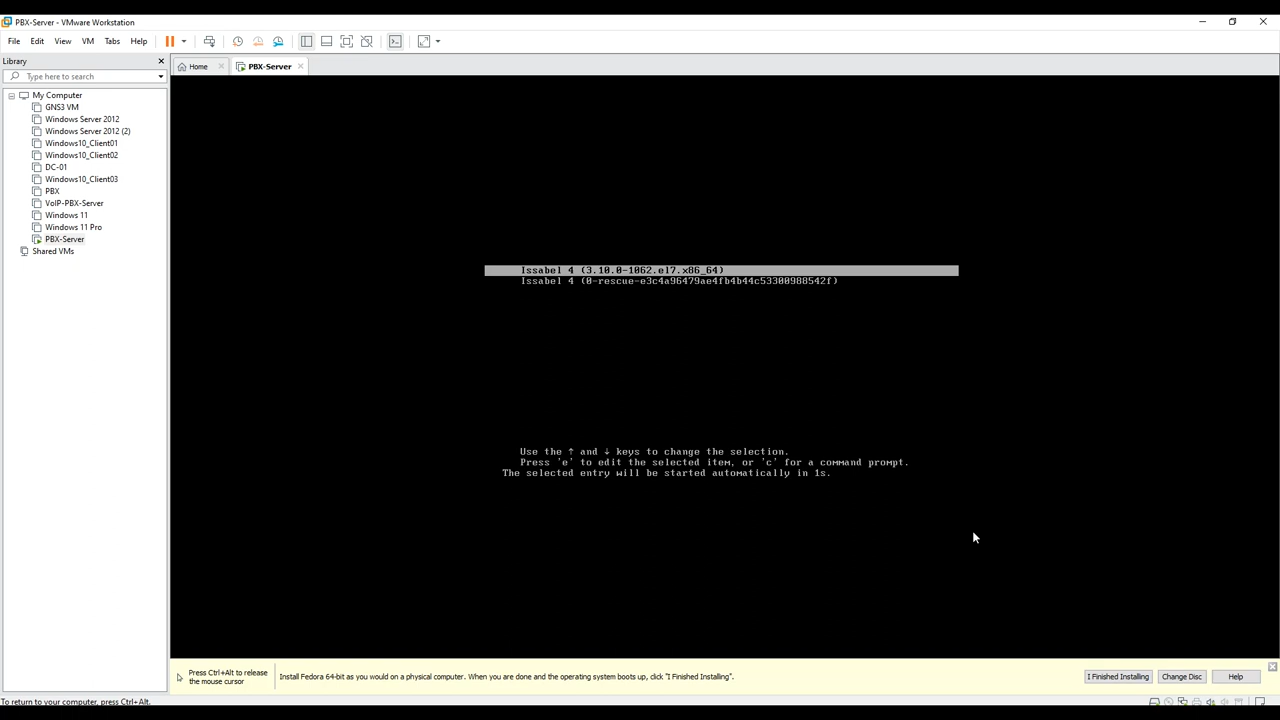 PBX-Server - VMware Workstation
File Edit View VM Tabs Help
Library
Type here to search
Home
PBX-Server
My Computer
GNS3 VM
Windows Server 2012
Windows Server 2012 (2)
Windows10_Client01
Windows10_Client02
DC-01
Windows10_Client03
PBX
VoIP-PBX-Server
Windows 11
Windows 11 Pro
PBX-Server
Shared VMs
Issabel 4 (3.10.0-1062.el7.x86_64)
Issabel 4 (0-rescue-e3c4a96479ae4fb4b44c53300988542f)
Use the ↑ and ↓ keys to change the selection.
Press 'e' to edit the selected item, or 'c' for a command prompt.
The selected entry will be started automatically in 1s.
Press Ctrl+Alt to release
the mouse cursor
Install Fedora 64-bit as you would on a physical computer. When you are done and the operating system boots up, click "I Finished Installing".
I Finished Installing
Change Disc
Help
To return to your computer, press Ctrl+Alt.